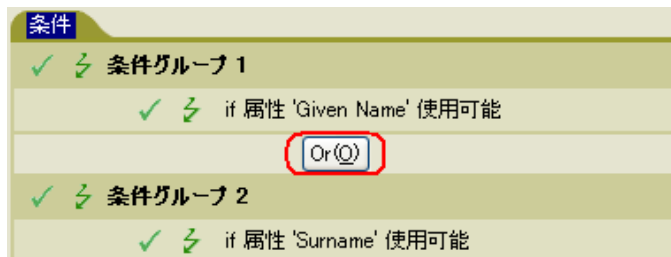 条件
条件グループ 1
if 属性 'Given Name' 使用可能
Or(O)
条件グループ 2
if 属性 'Surname' 使用可能